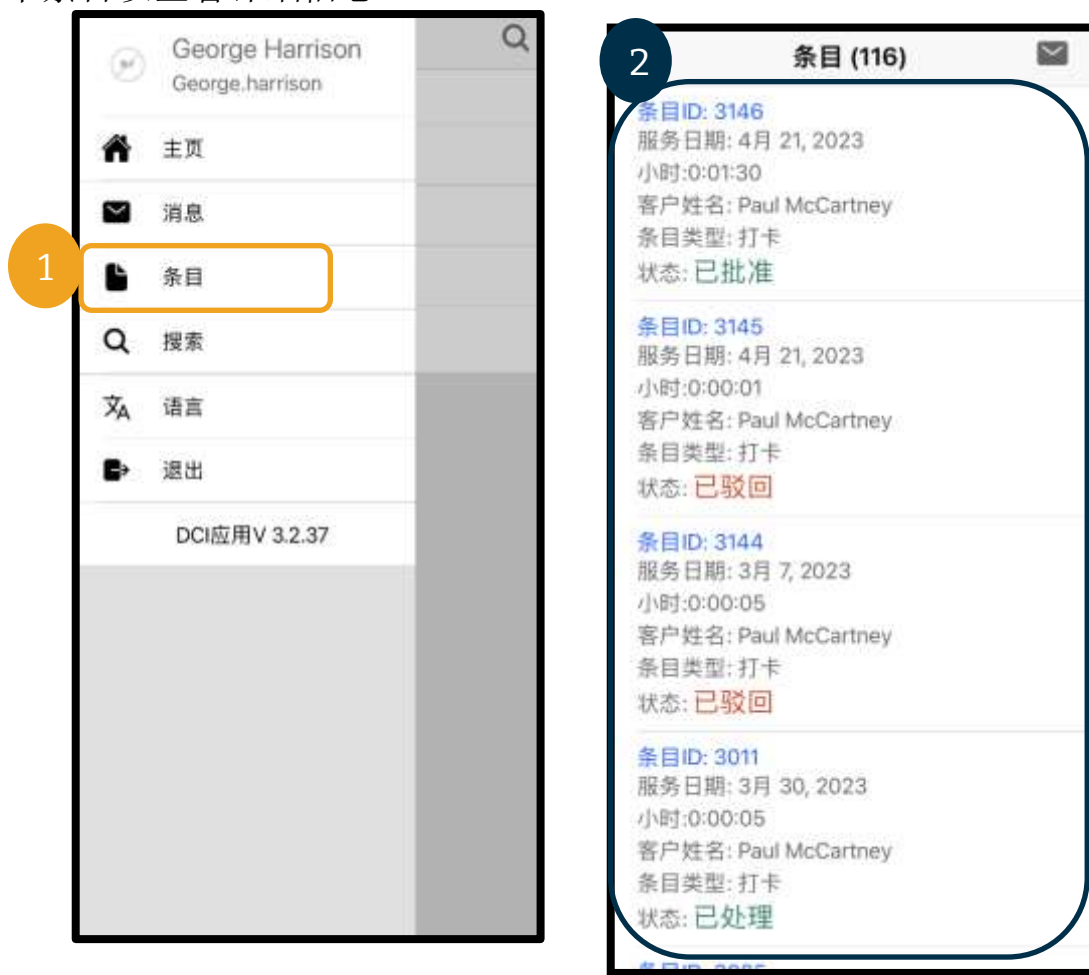 George Harrison
George.harrison
主页
消息
1
条目
搜索
语言
退出
DCI应用V 3.2.37
2
条目 (116)
条目ID: 3146
服务日期: 4月 21, 2023
小时:0:01:30
客户姓名: Paul McCartney
条目类型: 打卡
状态: 已批准
条目ID: 3145
服务日期: 4月 21, 2023
小时:0:00:01
客户姓名: Paul McCartney
条目类型: 打卡
状态: 已驳回
条目ID: 3144
服务日期: 3月 7, 2023
小时:0:00:05
客户姓名: Paul McCartney
条目类型: 打卡
状态: 已驳回
条目ID: 3011
服务日期: 3月 30, 2023
小时:0:00:05
客户姓名: Paul McCartney
条目类型: 打卡
状态: 已处理